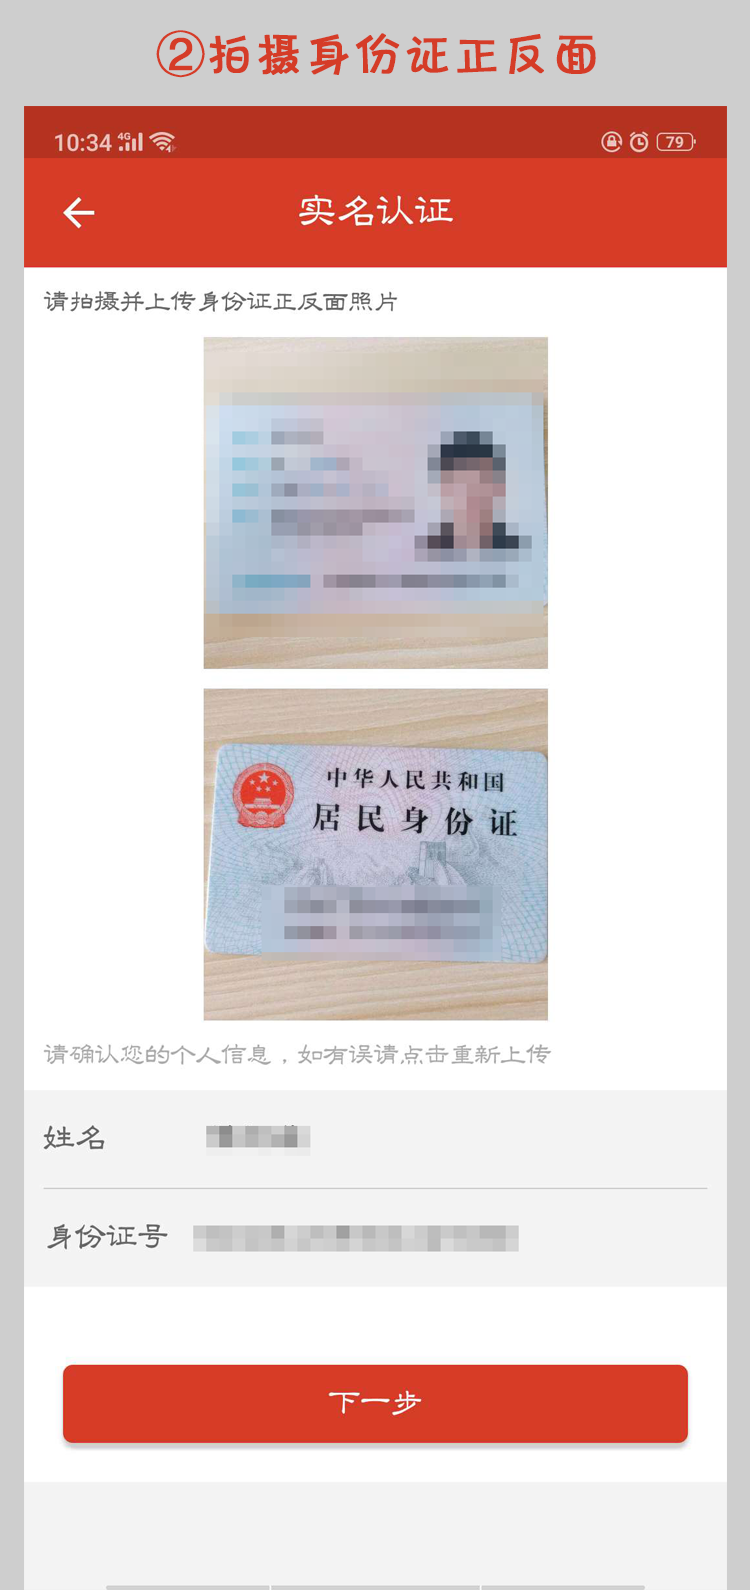 ②拍摄身份证正反面
10:34 4G 79
实名认证
请拍摄并上传身份证正反面照片
中华人民共和国
居民身份证
请确认您的个人信息，如有误请点击重新上传
姓名
身份证号
下一步